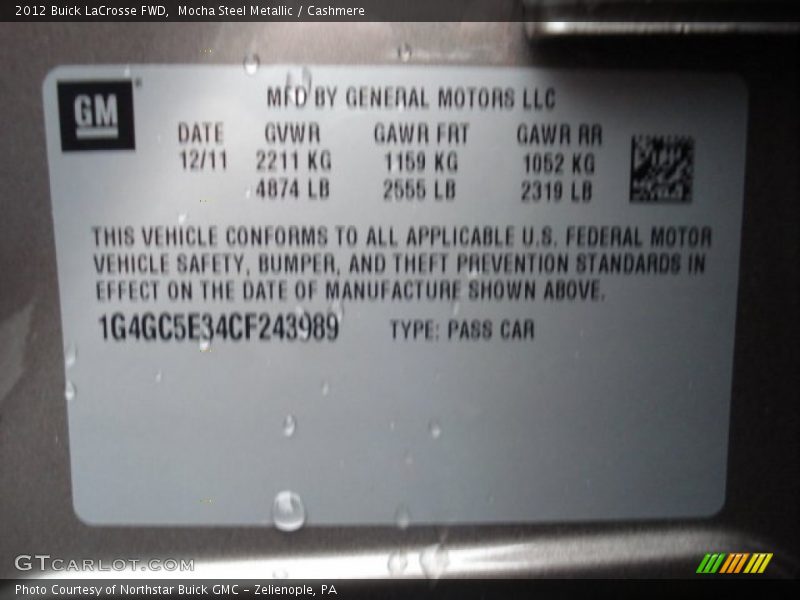 2012 Buick LaCrosse FWD, Mocha Steel Metallic / Cashmere
GM
MFD BY GENERAL MOTORS LLC
DATE GVWR GAWR FRT GAWR RR
12/11 2211 KG 1159 KG 1052 KG
4874 LB 2555 LB 2319 LB
THIS VEHICLE CONFORMS TO ALL APPLICABLE U.S. FEDERAL MOTOR
VEHICLE SAFETY, BUMPER, AND THEFT PREVENTION STANDARDS IN
EFFECT ON THE DATE OF MANUFACTURE SHOWN ABOVE.
1G4GC5E34CF243989 TYPE: PASS CAR
GTCARLOT.COM
Photo Courtesy of Northstar Buick GMC - Zelienople, PA